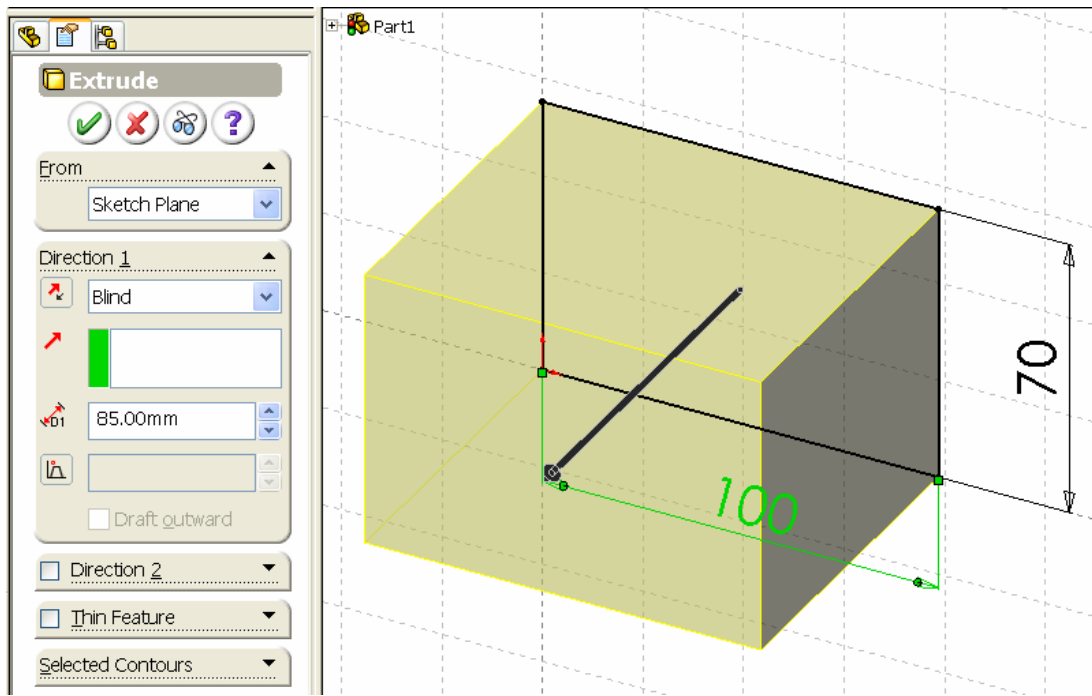 Part1
Extrude
?
From
Sketch Plane
Direction 1
Blind
D1
85.00mm
Draft outward
Direction 2
Thin Feature
Selected Contours
70
100